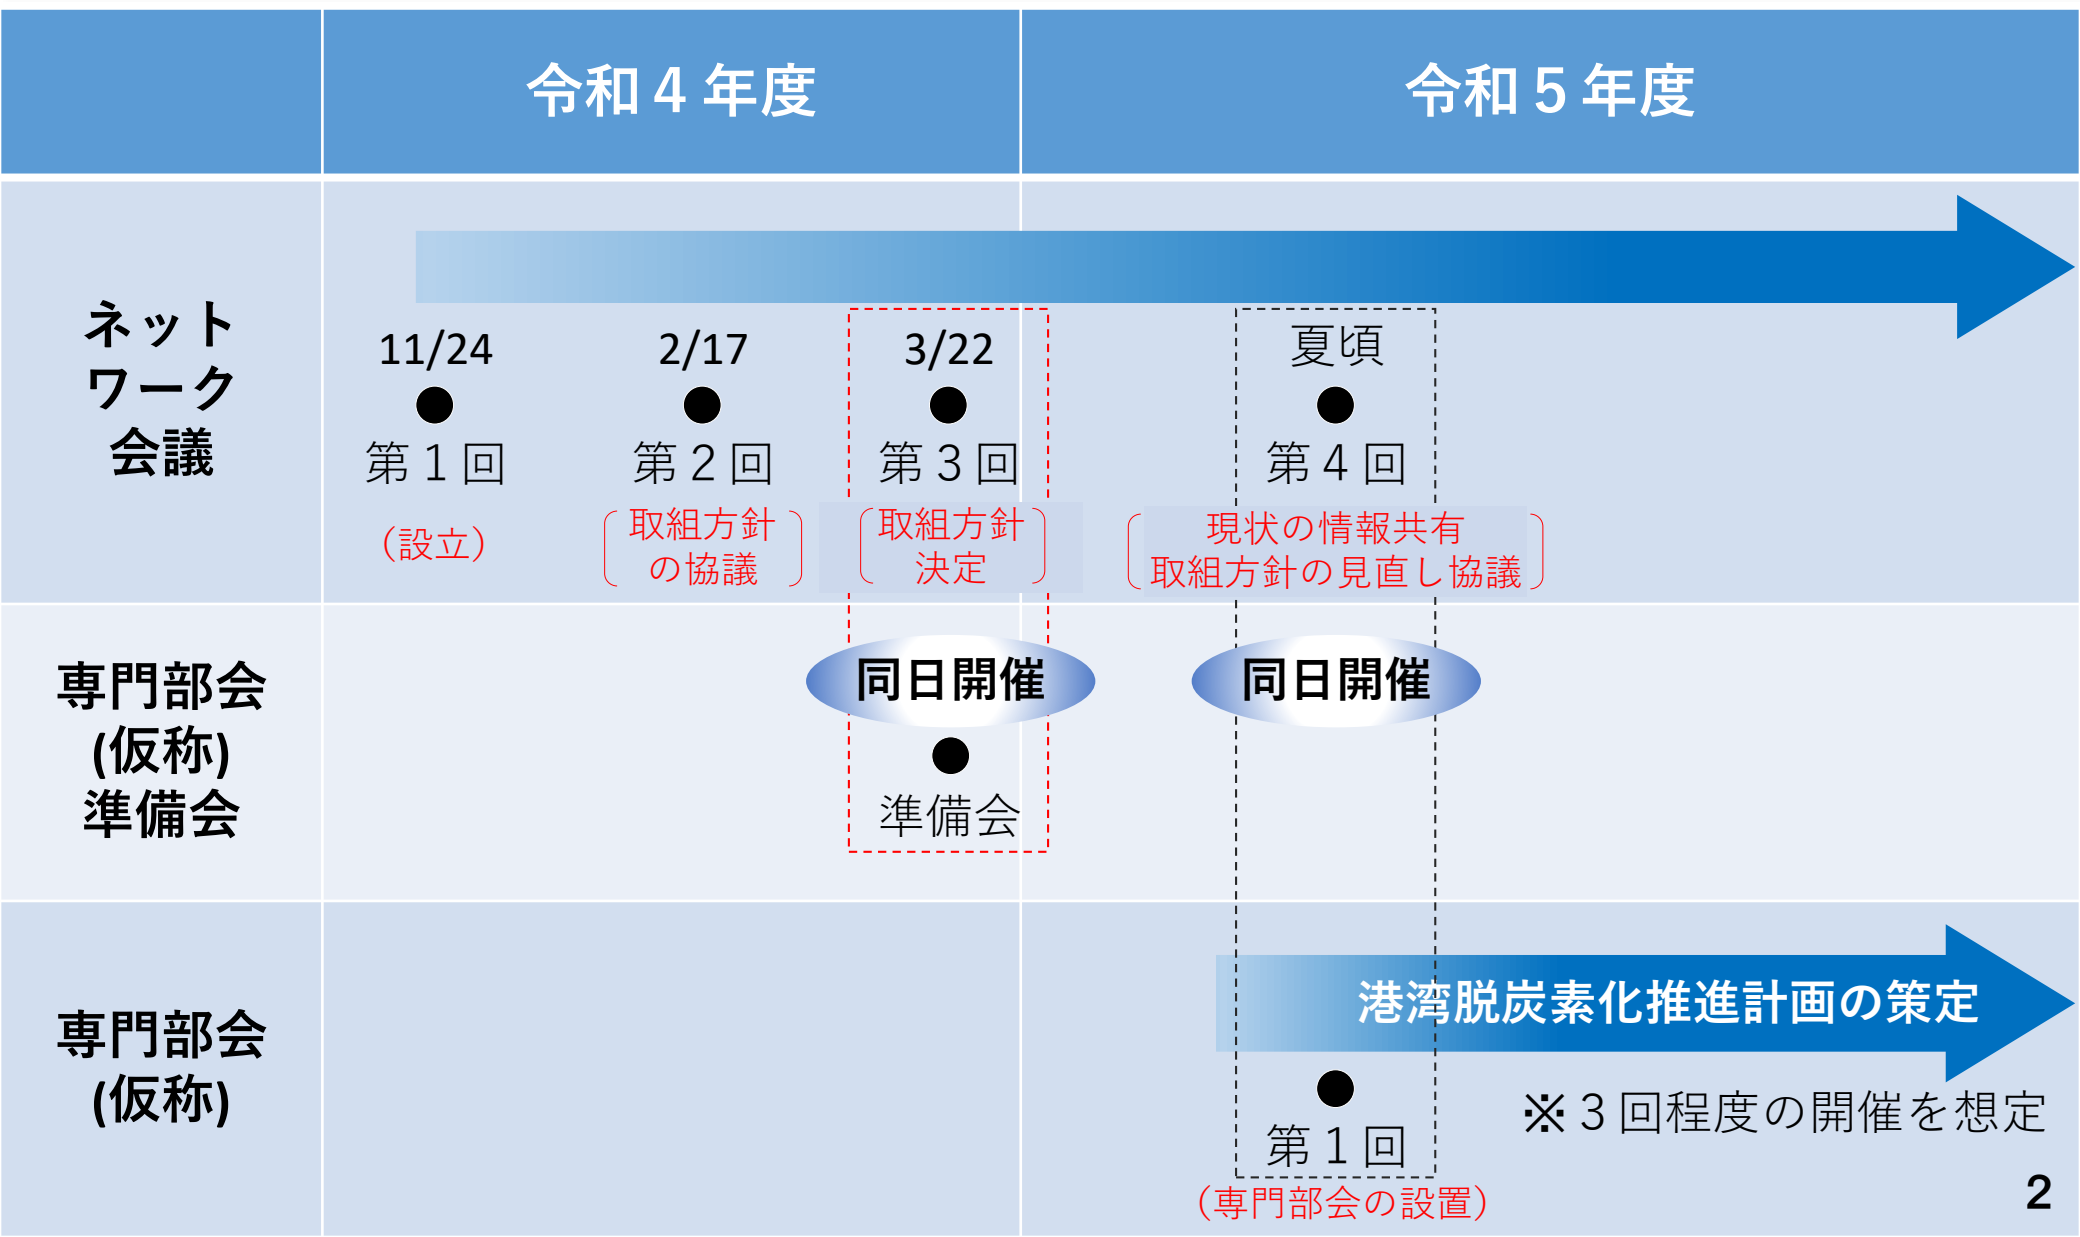 令和４年度
令和５年度
ネット
ワーク
会議
11/24
2/17
3/22
夏頃
第１回
第２回
第３回
第４回
（設立）
取組方針
の協議
取組方針
決定
現状の情報共有
取組方針の見直し協議
専門部会
(仮称)
準備会
同日開催
同日開催
準備会
専門部会
(仮称)
港湾脱炭素化推進計画の策定
第１回
※３回程度の開催を想定
（専門部会の設置）
2